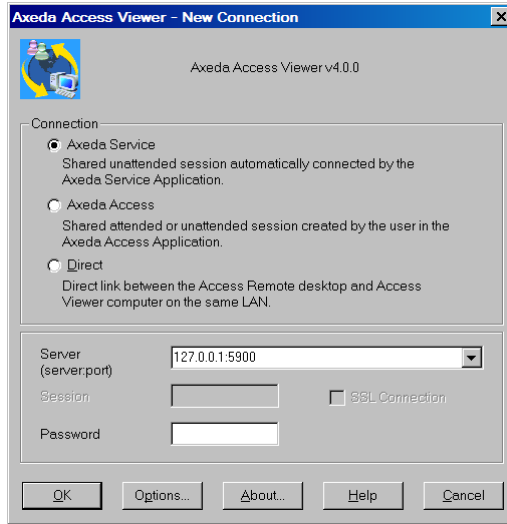 Axeda Access Viewer - New Connection
Axeda Access Viewer v4.0.0
Connection
Axeda Service
Shared unattended session automatically connected by the
Axeda Service Application.
Axeda Access
Shared attended or unattended session created by the user in the
Axeda Access Application.
Direct
Direct link between the Access Remote desktop and Access
Viewer computer on the same LAN.
Server
(server:port)
127.0.0.1:5900
Session
SSL Connection
Password
OK
Options...
About...
Help
Cancel